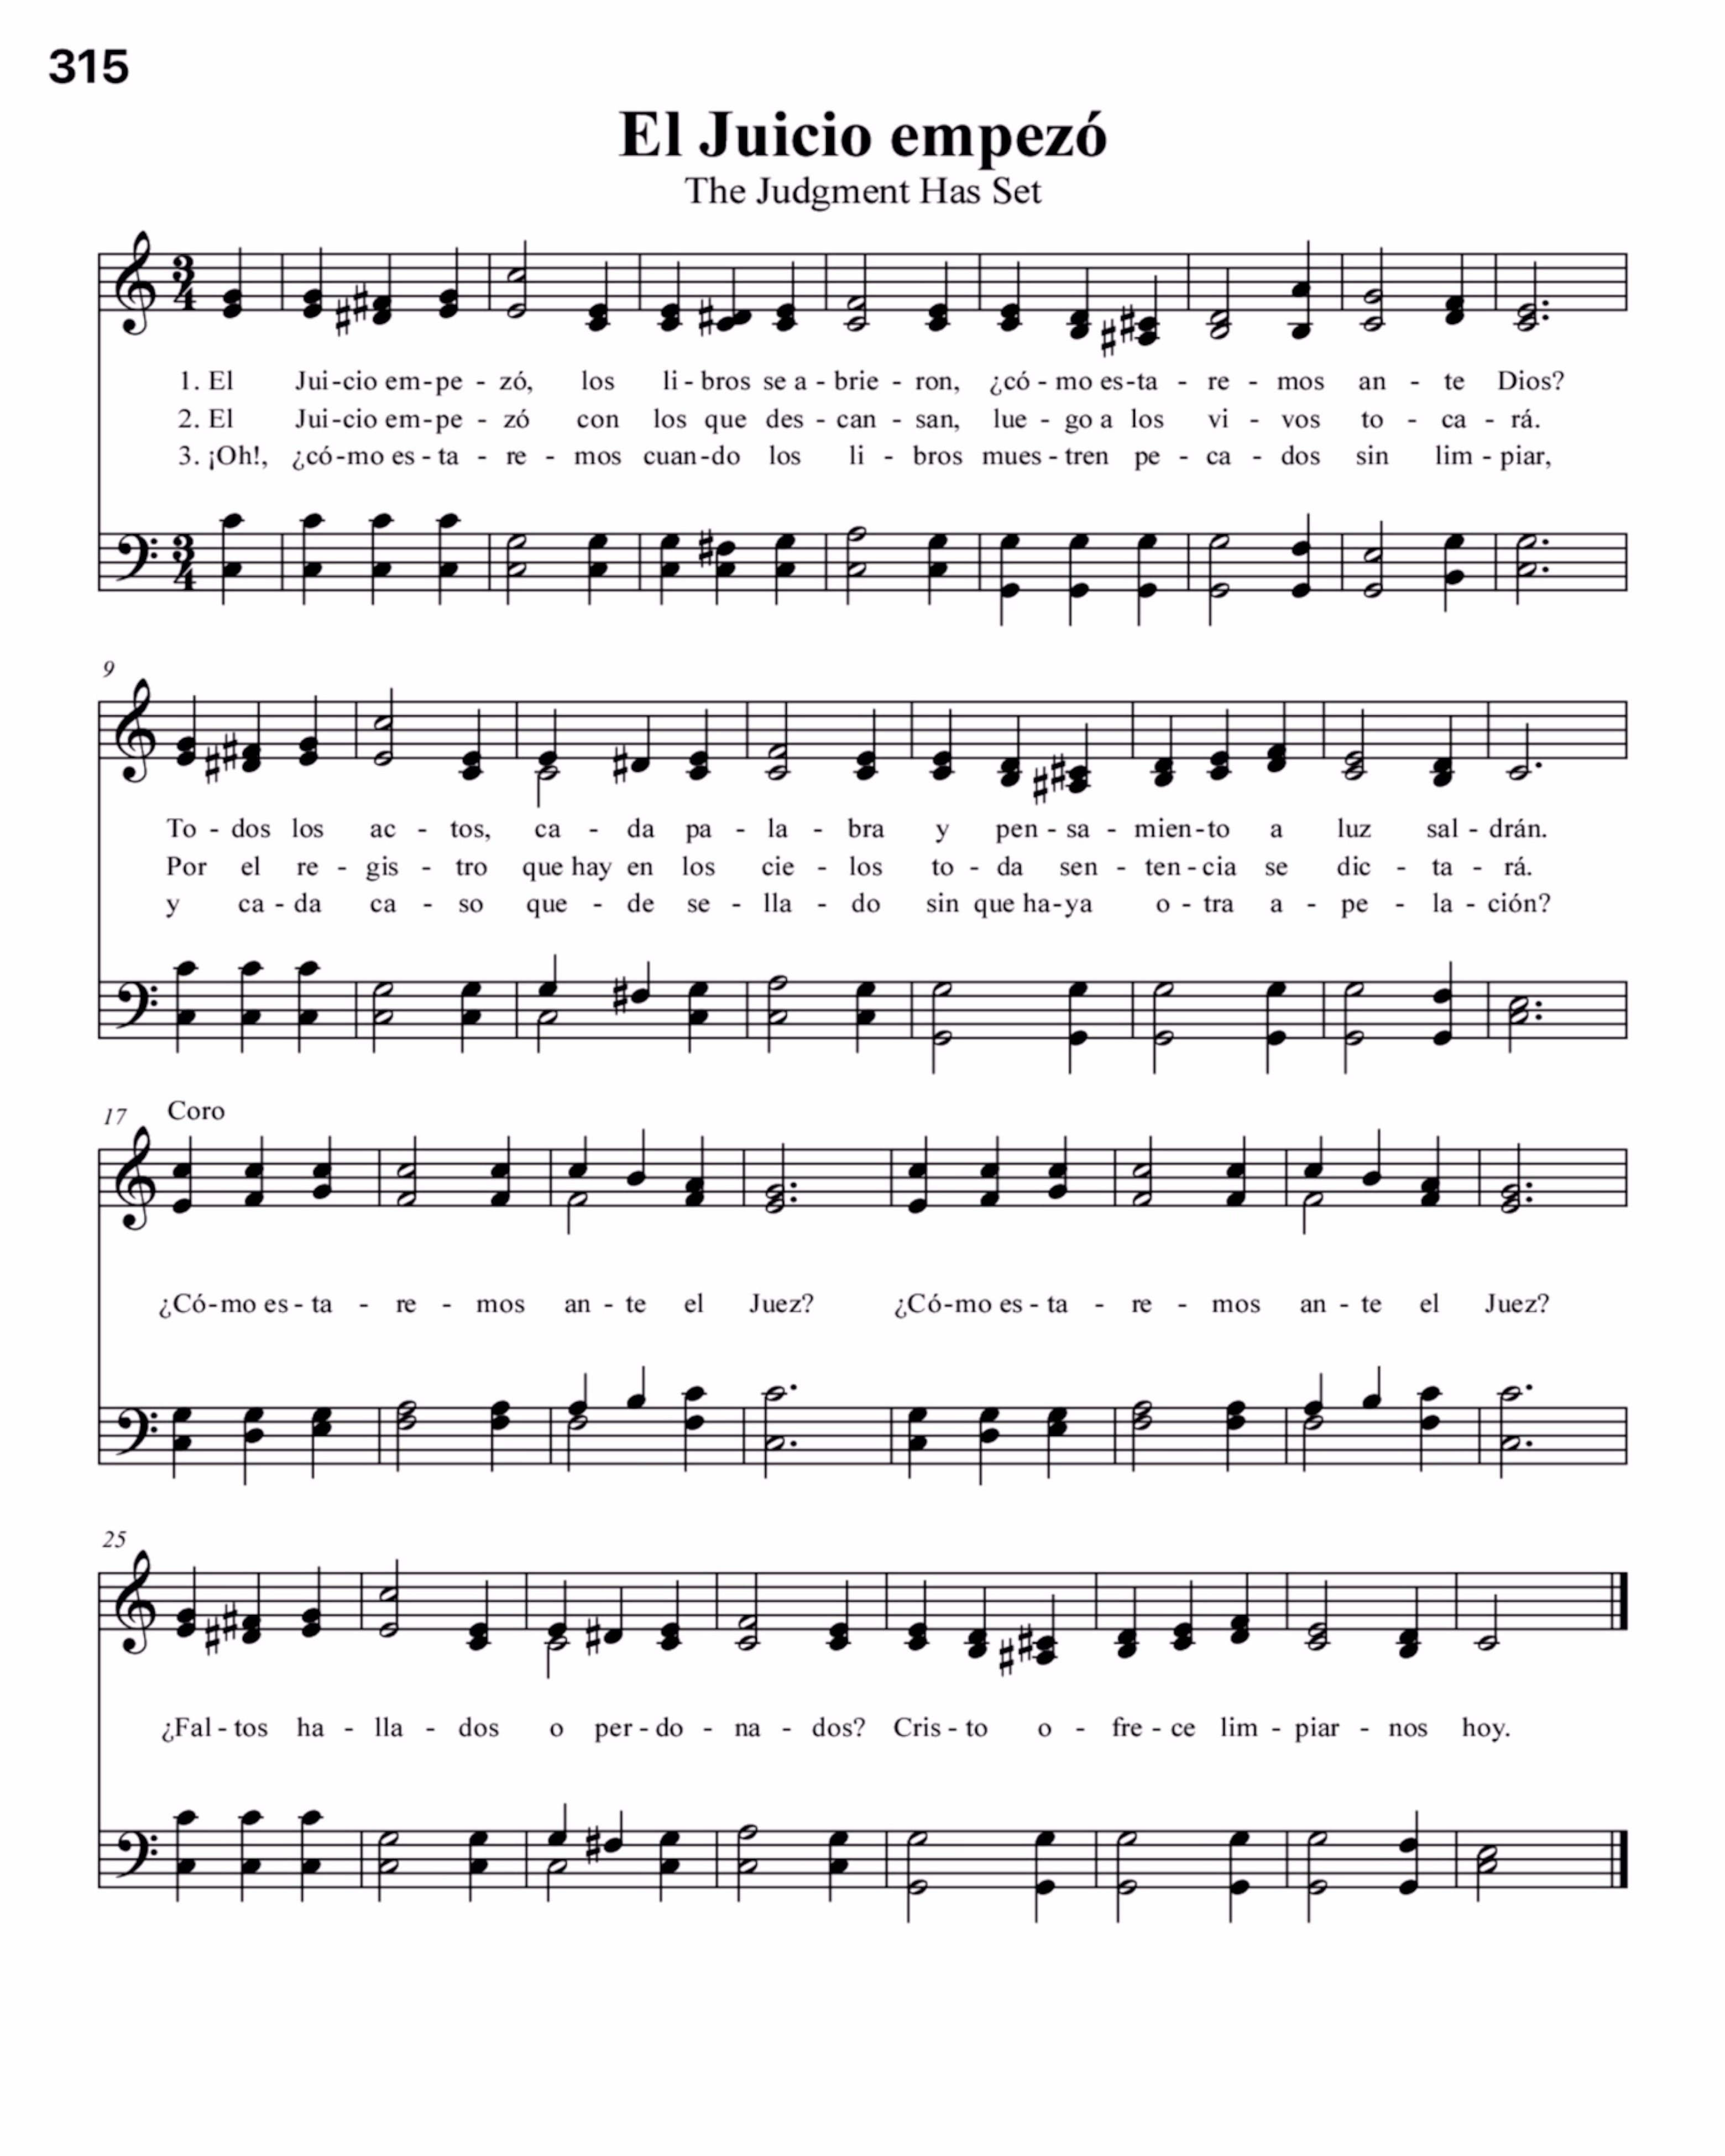 315
El Juicio empezó
The Judgment Has Set
1. El Jui-cio em-pe - zó, los li - bros se a - brie - ron, ¿có - mo es-ta - re - mos an - te Dios?
2. El Jui-cio em-pe - zó con los que des - can - san, lue - go a los vi - vos to - ca - rá.
3. ¡Oh!, ¿có-mo es - ta - re - mos cuan-do los li - bros mues - tren pe - ca - dos sin lim - piar,
9
To - dos los ac - tos, ca - da pa - la - bra y pen - sa - mien-to a luz sal - drán.
Por el re - gis - tro que hay en los cie - los to - da sen - ten - cia se dic - ta - rá.
y ca - da ca - so que - de se - lla - do sin que ha-ya o - tra a - pe - la - ción?
17 Coro
¿Có-mo es - ta - re - mos an - te el Juez? ¿Có-mo es - ta - re - mos an - te el Juez?
25
¿Fal - tos ha - lla - dos o per - do - na - dos? Cris - to o - fre - ce lim - piar - nos hoy.